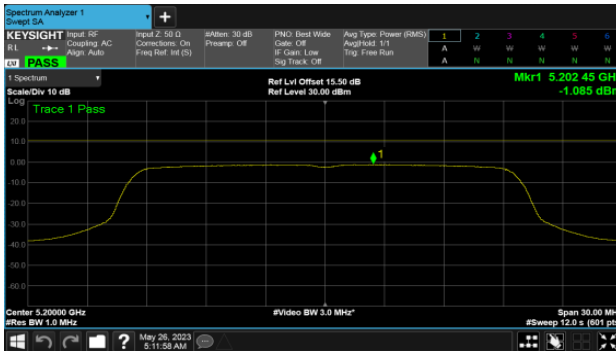 Spectrum Analyzer 1
Swept SA
KEYSIGHT
RL
LXI PASS
Input: RF
Coupling: AC
Align: Auto
Input Z: 50 Ω
Corrections: On
Freq Ref: Int (S)
#Atten: 30 dB
Preamp: Off
PNO: Best Wide
Gate: Off
IF Gain: Low
Sig Track: Off
Avg Type: Power (RMS)
Avg|Hold: 1/1
Trig: Free Run
1 2 3 4 5 6
A W W W W W
A N N N N N
1 Spectrum
Scale/Div 10 dB
Ref Lvl Offset 15.50 dB
Ref Level 30.00 dBm
Mkr1 5.202 45 GH
-1.085 dBr
Log
Trace 1 Pass
20.0
10.0
0.00
-10.0
-20.0
-30.0
-40.0
-50.0
-60.0
1
Center 5.20000 GHz
#Res BW 1.0 MHz
#Video BW 3.0 MHz*
Span 30.00 MH
#Sweep 12.0 s (601 pts
?
May 26, 2023
5:11:58 AM